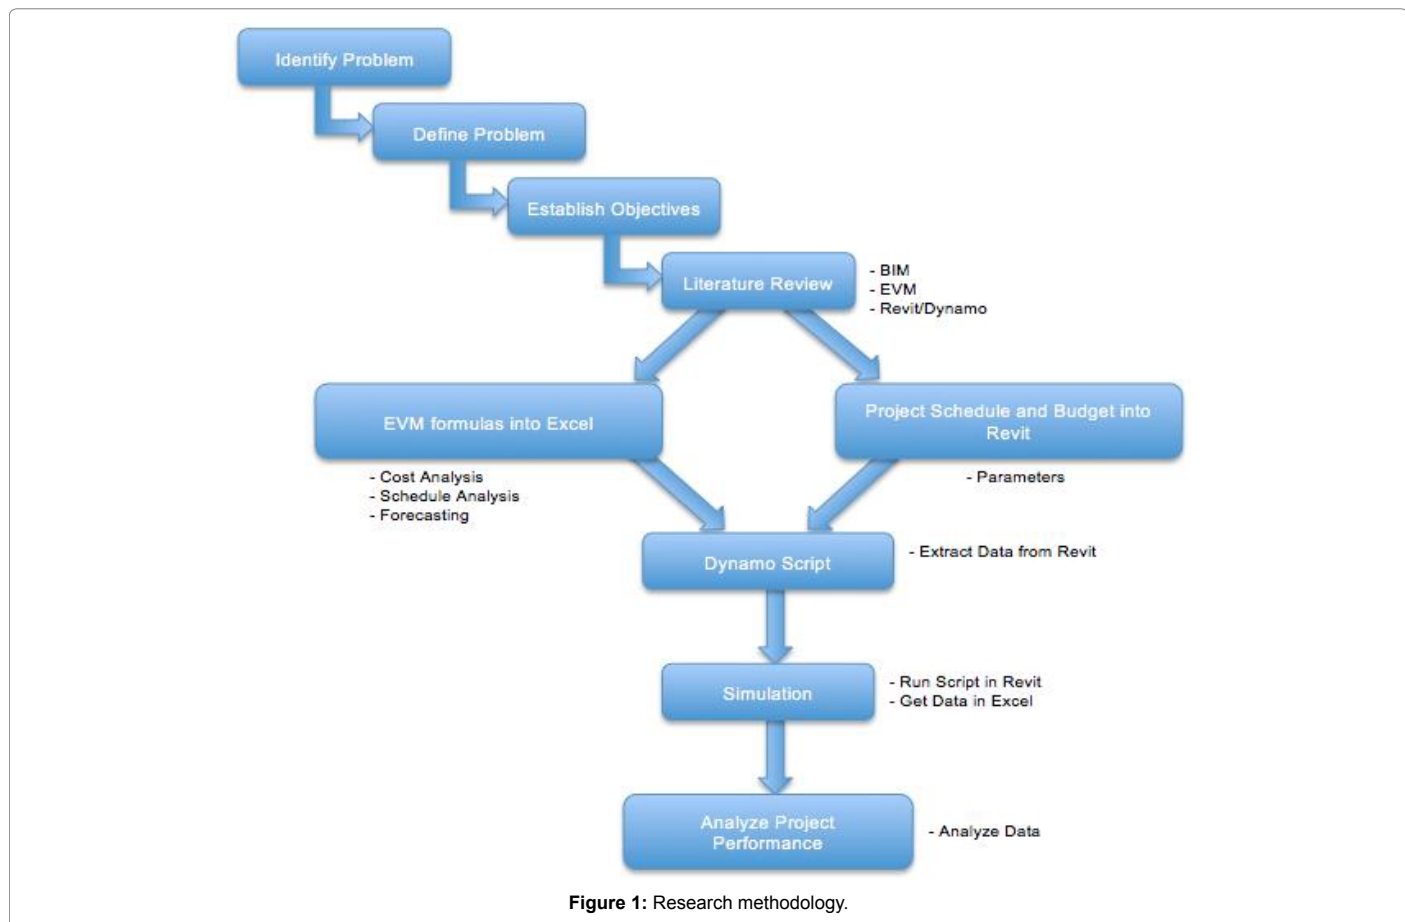 Identify Problem
Define Problem
Establish Objectives
Literature Review
- BIM
- EVM
- Revit/Dynamo
EVM formulas into Excel
Project Schedule and Budget into
Revit
- Cost Analysis
- Schedule Analysis
- Forecasting
- Parameters
Dynamo Script
- Extract Data from Revit
Simulation
- Run Script in Revit
- Get Data in Excel
Analyze Project
Performance
- Analyze Data
Figure 1: Research methodology.